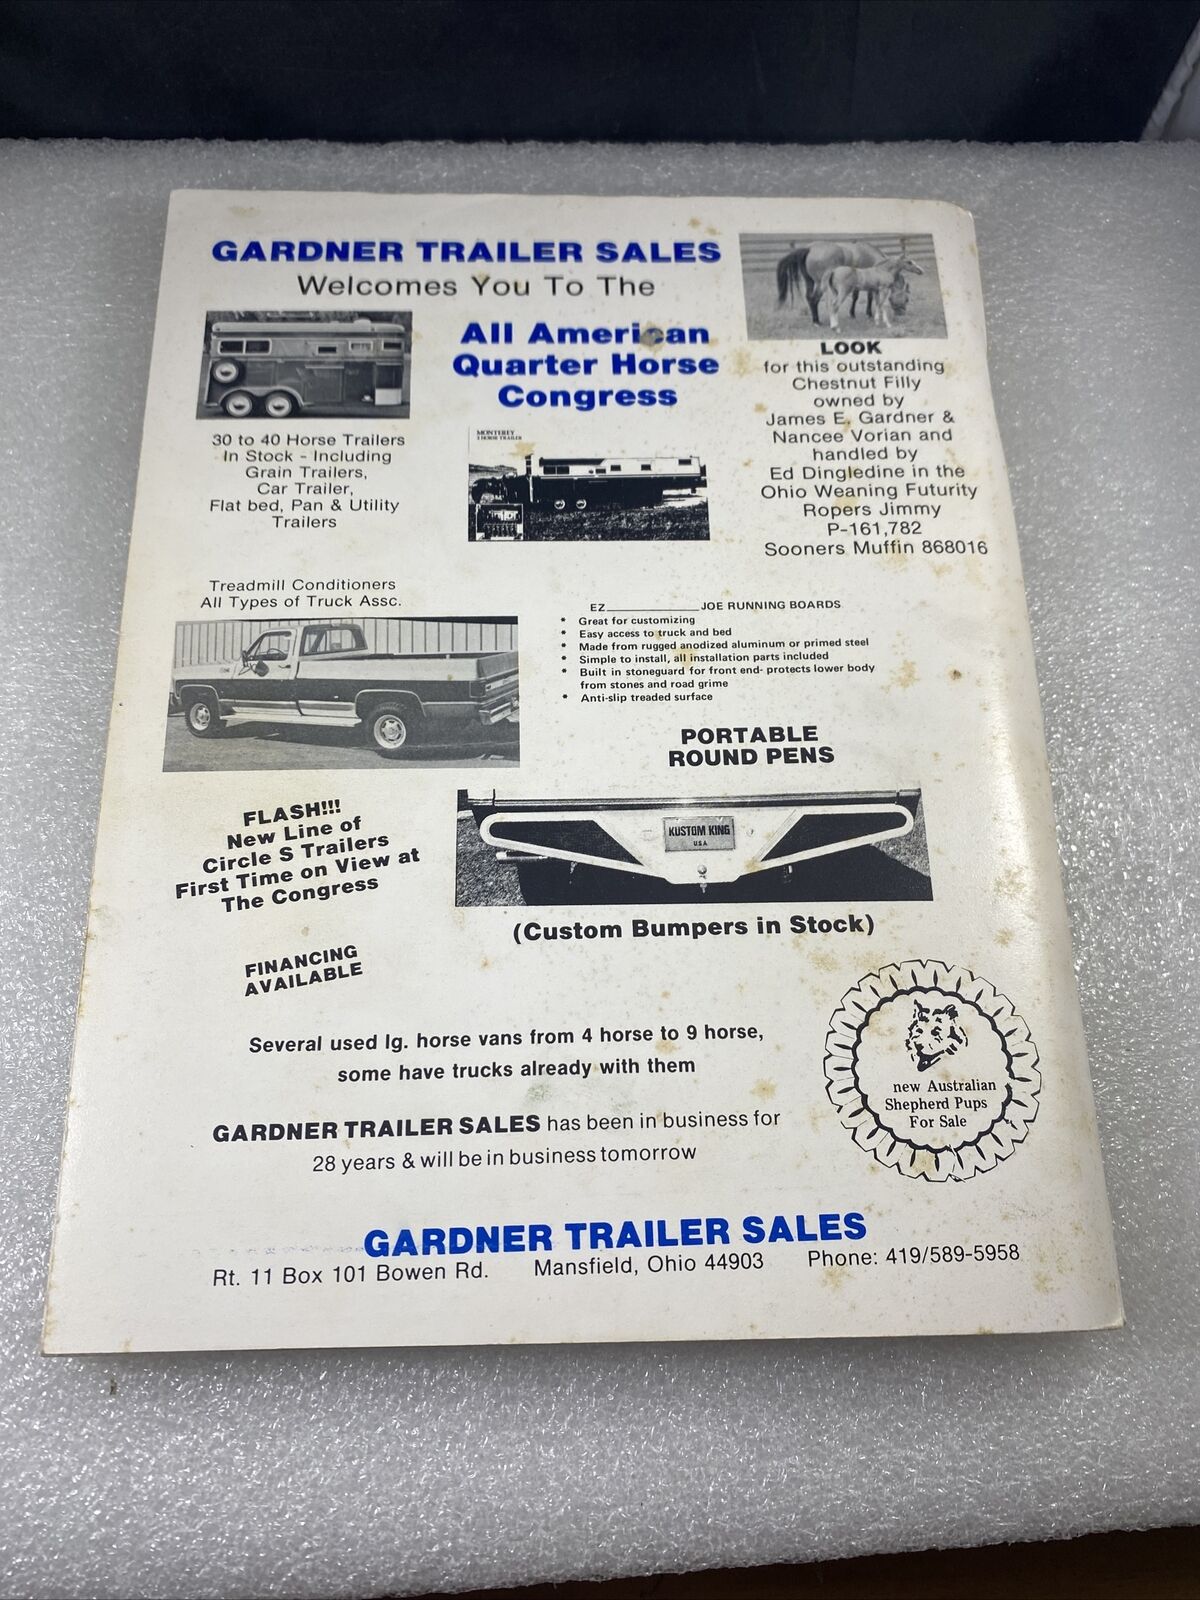 GARDNER TRAILER SALES
Welcomes You To The
All American
Quarter Horse
Congress
LOOK
for this outstanding
Chestnut Filly
owned by
James E. Gardner &
Nancee Vorian and
handled by
Ed Dingledine in the
Ohio Weaning Futurity
Ropers Jimmy
P-161,782
Sooners Muffin 868016
30 to 40 Horse Trailers
In Stock - Including
Grain Trailers,
Car Trailer,
Flat bed, Pan & Utility
Trailers
MONTEREY
3 HORSE TRAILER
Treadmill Conditioners
All Types of Truck Assc.
EZ____________JOE RUNNING BOARDS
* Great for customizing
* Easy access to truck and bed
* Made from rugged anodized aluminum or primed steel
* Simple to install, all installation parts included
* Built in stoneguard for front end- protects lower body
from stones and road grime
* Anti-slip treaded surface
PORTABLE
ROUND PENS
FLASH!!!
New Line of
Circle S Trailers
First Time on View at
The Congress
KUSTOM KING
USA
(Custom Bumpers in Stock)
FINANCING
AVAILABLE
Several used lg. horse vans from 4 horse to 9 horse,
some have trucks already with them
new Australian
Shepherd Pups
For Sale
GARDNER TRAILER SALES has been in business for
28 years & will be in business tomorrow
GARDNER TRAILER SALES
Rt. 11 Box 101 Bowen Rd. Mansfield, Ohio 44903 Phone: 419/589-5958